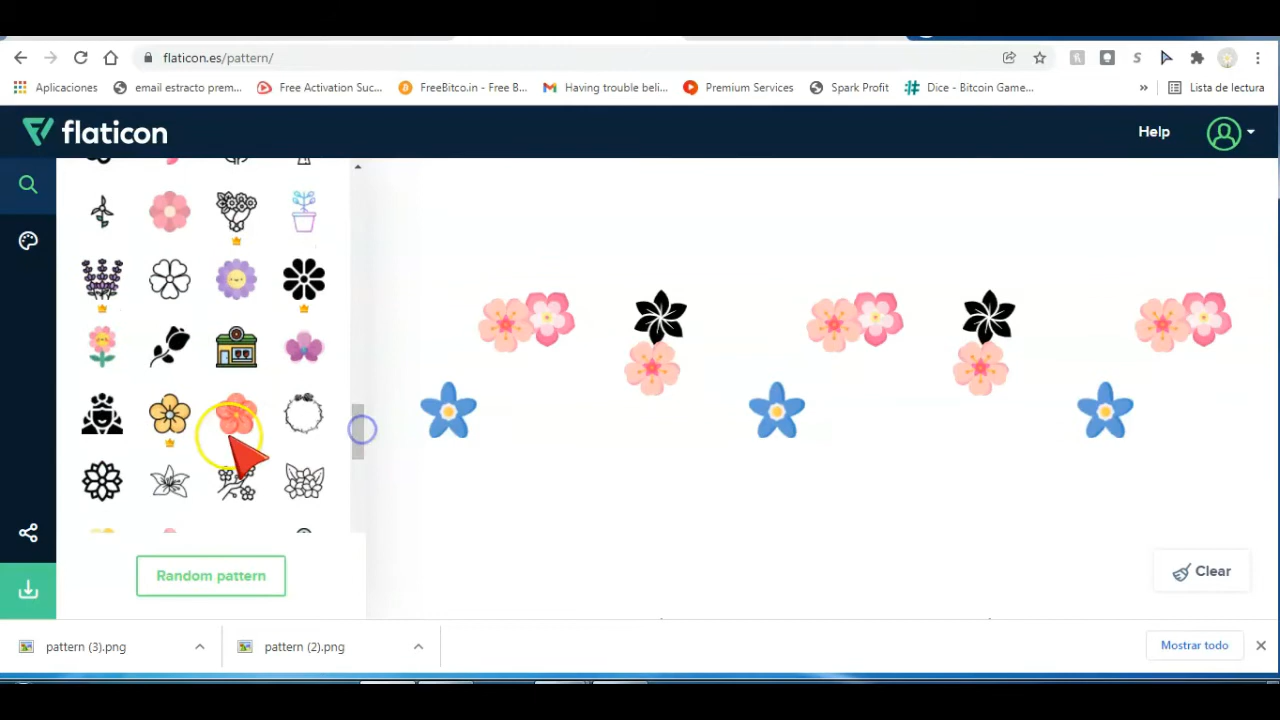 flaticon.es/pattern/
Aplicaciones
email estracto prem...
Free Activation Suc...
FreeBitco.in - Free B...
Having trouble beli...
Premium Services
Spark Profit
Dice - Bitcoin Game...
»
Lista de lectura
flaticon
Help
Random pattern
Clear
pattern (3).png
pattern (2).png
Mostrar todo